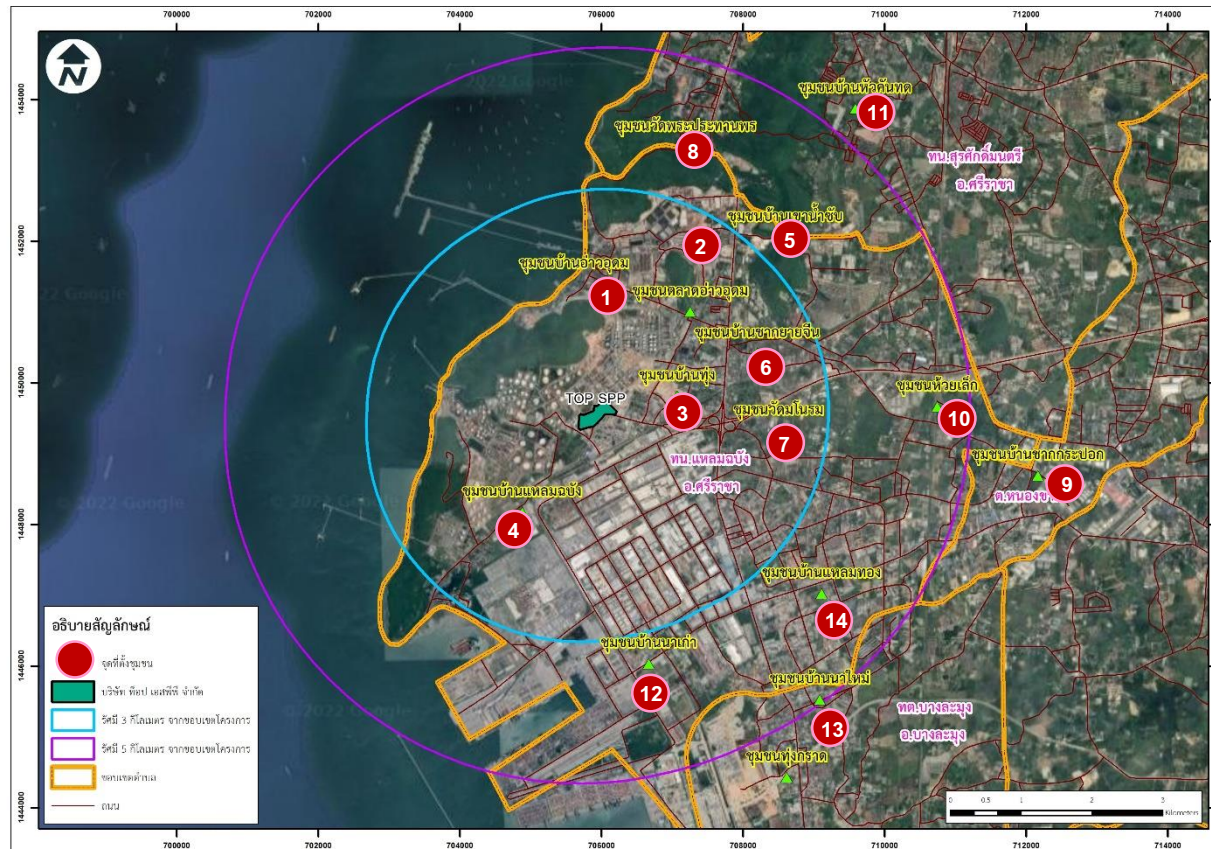 700000 702000 704000 706000 708000 710000 712000 714000
1454000
1452000
1450000
1448000
1446000
1444000
N
ชุมชนบ้านหัวคันทด
11
ชุมชนวัดพระประทานพร
8
ทน.สุรศักดิ์มนตรี
อ.ศรีราชา
ชุมชนบ้านเขาน้ำซับ
5
2
ชุมชนบ้านอ่าวอุดม
1
ชุมชนตลาดอ่าวอุดม
ชุมชนบ้านชากยายจีน
6
ชุมชนบ้านทุ่ง
3
TOP SPP
ชุมชนวัดมโนรม
7
ชุมชนห้วยเล็ก
10
ทน.แหลมฉบัง
อ.ศรีราชา
ชุมชนบ้านชากกระปอก
9
ต.หนองขา
ชุมชนบ้านแหลมฉบัง
4
ชุมชนบ้านแหลมทอง
14
ชุมชนบ้านนาเก่า
12
ชุมชนบ้านนาใหม่
13
ทต.บางละมุง
อ.บางละมุง
ชุมชนทุ่งกราด
อธิบายสัญลักษณ์
จุดที่ตั้งชุมชน
บริษัท ท็อป เอสพีพี จำกัด
รัศมี 3 กิโลเมตร จากขอบเขตโครงการ
รัศมี 5 กิโลเมตร จากขอบเขตโครงการ
ขอบเขตตำบล
ถนน
0 0.5 1 2 3
Kilometers
700000 702000 704000 706000 708000 710000 712000 714000